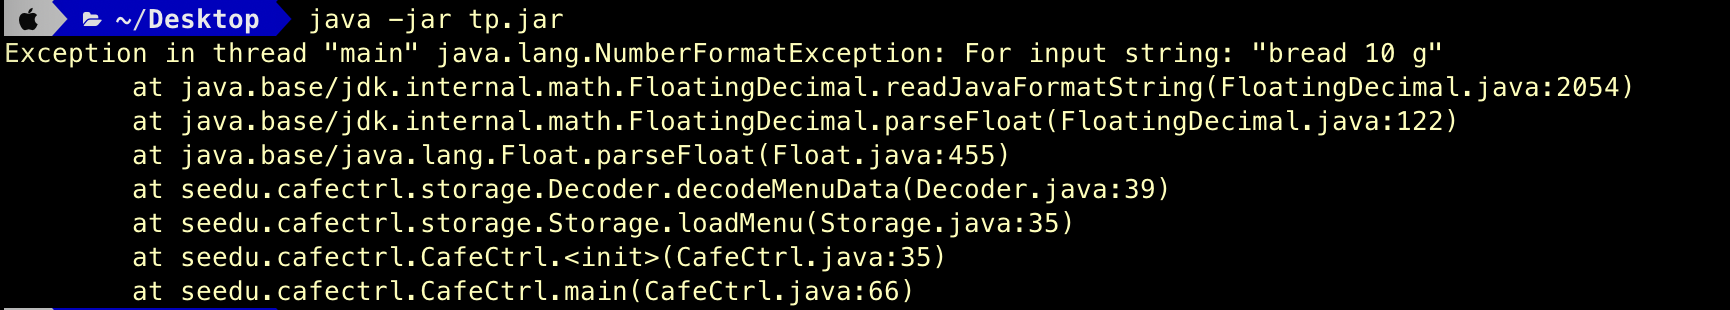 ~/Desktop java -jar tp.jar
Exception in thread "main" java.lang.NumberFormatException: For input string: "bread 10 g"
at java.base/jdk.internal.math.FloatingDecimal.readJavaFormatString(FloatingDecimal.java:2054)
at java.base/jdk.internal.math.FloatingDecimal.parseFloat(FloatingDecimal.java:122)
at java.base/java.lang.Float.parseFloat(Float.java:455)
at seedu.cafectrl.storage.Decoder.decodeMenuData(Decoder.java:39)
at seedu.cafectrl.storage.Storage.loadMenu(Storage.java:35)
at seedu.cafectrl.CafeCtrl.<init>(CafeCtrl.java:35)
at seedu.cafectrl.CafeCtrl.main(CafeCtrl.java:66)